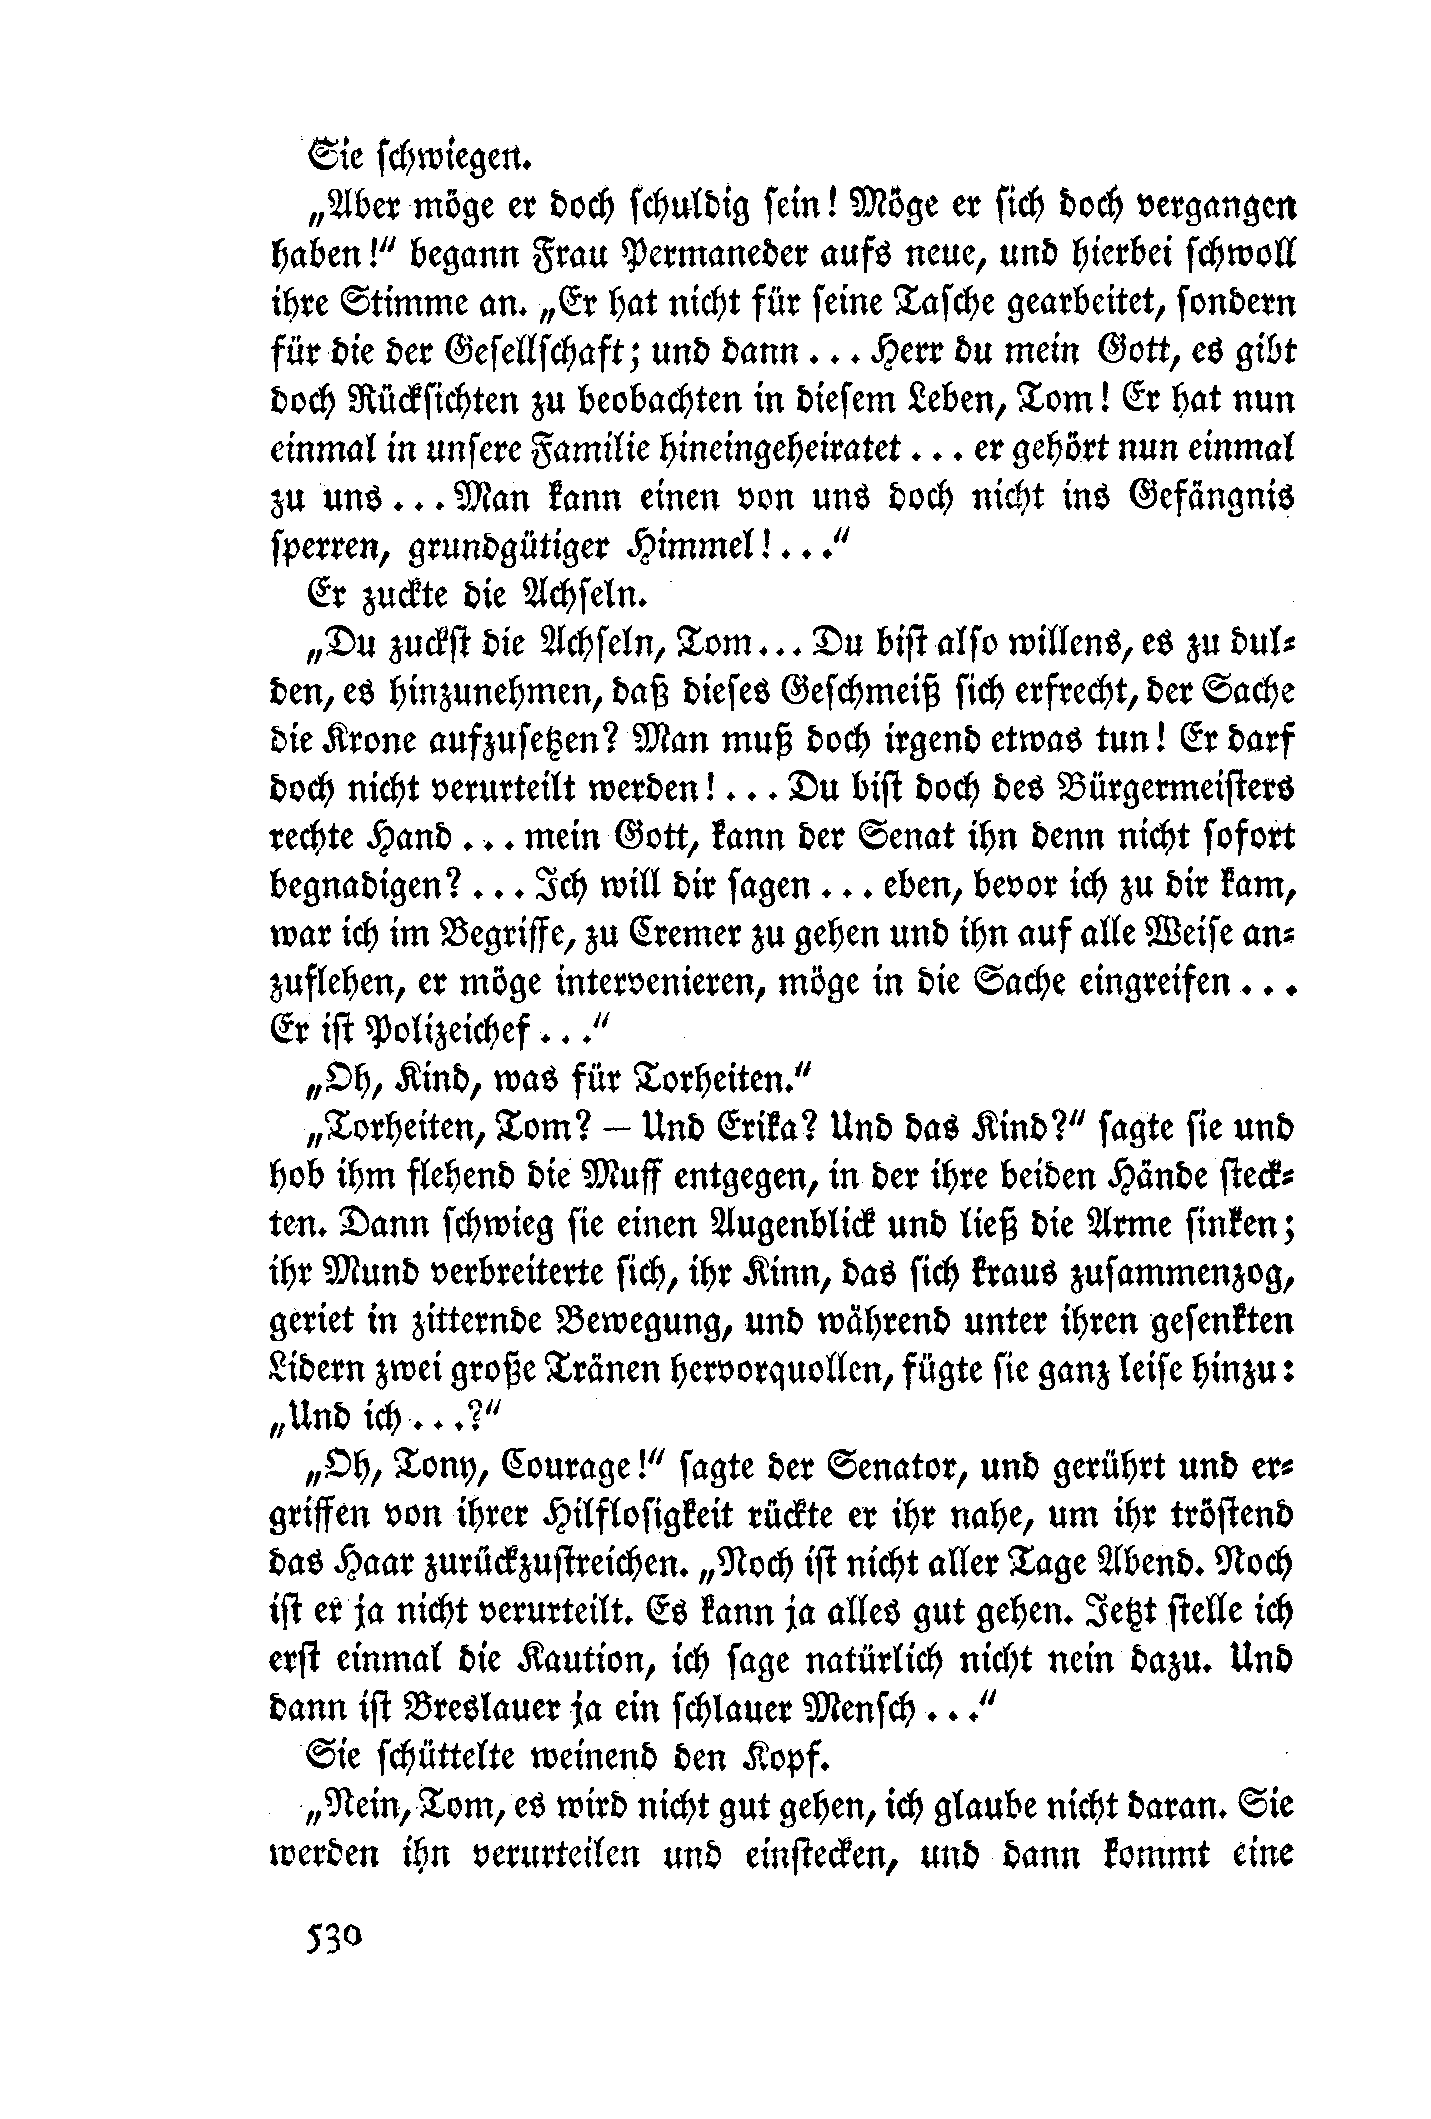 Sie schwiegen.
„Aber möge er doch schuldig sein! Möge er sich doch vergangen
haben!“ begann Frau Permaneder aufs neue, und hierbei schwoll
ihre Stimme an. „Er hat nicht für seine Tasche gearbeitet, sondern
für die der Gesellschaft; und dann... Herr du mein Gott, es gibt
doch Rücksichten zu beobachten in diesem Leben, Tom! Er hat nun
einmal in unsere Familie hineingeheiratet... er gehört nun einmal
zu uns... Man kann einen von uns doch nicht ins Gefängnis
sperren, grundgütiger Himmel!...“
Er zuckte die Achseln.
„Du zuckst die Achseln, Tom... Du bist also willens, es zu dul-
den, es hinzunehmen, daß dieses Geschmeiß sich erfrecht, der Sache
die Krone aufzusetzen? Man muß doch irgend etwas tun! Er darf
doch nicht verurteilt werden!... Du bist doch des Bürgermeisters
rechte Hand... mein Gott, kann der Senat ihn denn nicht sofort
begnadigen?... Ich will dir sagen... eben, bevor ich zu dir kam,
war ich im Begriffe, zu Cremer zu gehen und ihn auf alle Weise an-
zuflehen, er möge intervenieren, möge in die Sache eingreifen...
Er ist Polizeichef...“
„Oh, Kind, was für Torheiten.“
„Torheiten, Tom? — Und Erika? Und das Kind?“ sagte sie und
hob ihm flehend die Muff entgegen, in der ihre beiden Hände steck-
ten. Dann schwieg sie einen Augenblick und ließ die Arme sinken;
ihr Mund verbreiterte sich, ihr Kinn, das sich kraus zusammenzog,
geriet in zitternde Bewegung, und während unter ihren gesenkten
Lidern zwei große Tränen hervorquollen, fügte sie ganz leise hinzu:
„Und ich...?“
„Oh, Tony, Courage!“ sagte der Senator, und gerührt und er-
griffen von ihrer Hilflosigkeit rückte er ihr nahe, um ihr tröstend
das Haar zurückzustreichen. „Noch ist nicht aller Tage Abend. Noch
ist er ja nicht verurteilt. Es kann ja alles gut gehen. Jetzt stelle ich
erst einmal die Kaution, ich sage natürlich nicht nein dazu. Und
dann ist Breslauer ja ein schlauer Mensch...“
Sie schüttelte weinend den Kopf.
„Nein, Tom, es wird nicht gut gehen, ich glaube nicht daran. Sie
werden ihn verurteilen und einstecken, und dann kommt eine
530